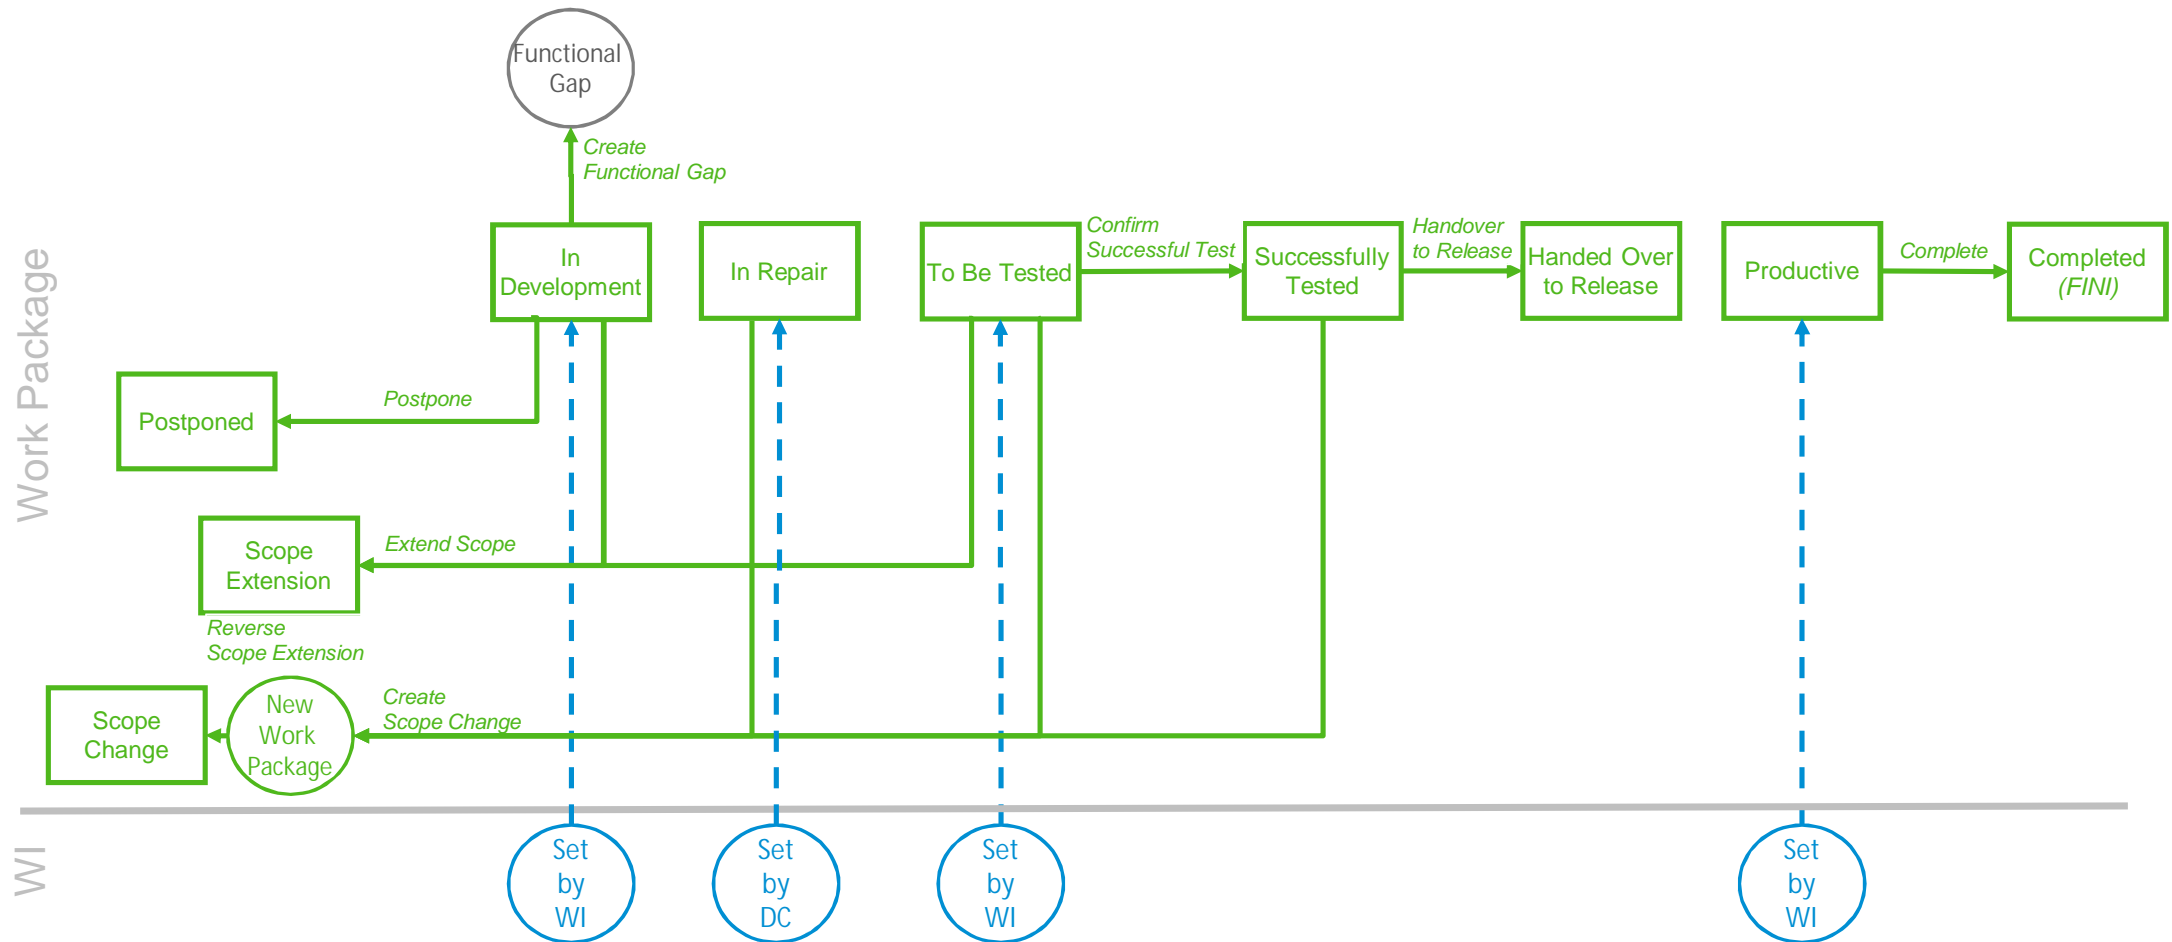 Functional
Gap
Create
Functional Gap
Work Package
In
Development
In Repair
To Be Tested
Confirm
Successful Test
Successfully
Tested
Handover
to Release
Handed Over
to Release
Productive
Complete
Completed
(FINI)
Postponed
Postpone
Scope
Extension
Extend Scope
Reverse
Scope Extension
Scope
Change
New
Work
Package
Create
Scope Change
WI
Set
by
WI
Set
by
DC
Set
by
WI
Set
by
WI